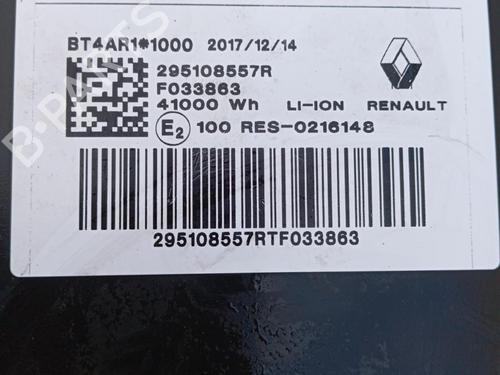 BT4AR1*1000 2017/12/14
295108557R
F033863
41000 Wh LI-ION RENAULT
E2 100 RES-0216148
295108557RTF033863
B-PARTS